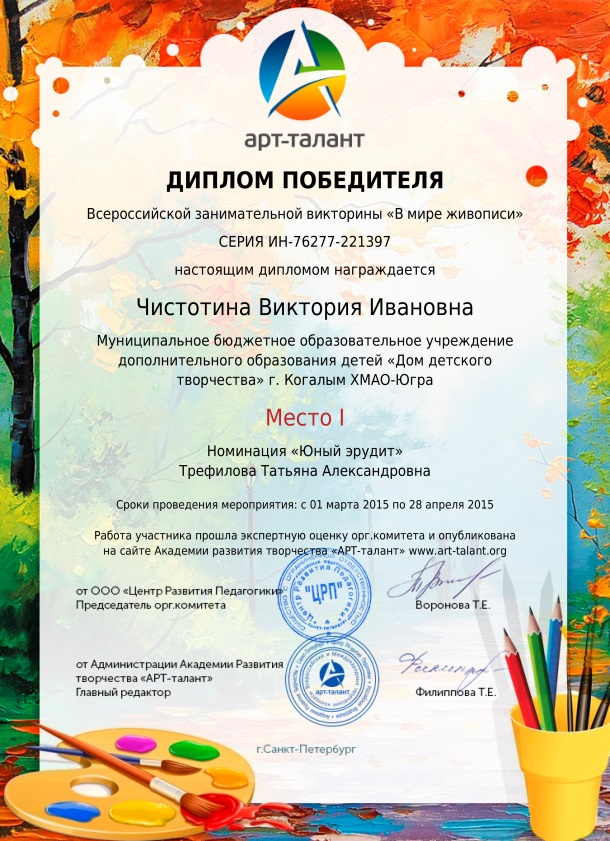 арт-талант
ДИПЛОМ ПОБЕДИТЕЛЯ
Всероссийской занимательной викторины «В мире живописи»
СЕРИЯ ИН-76277-221397
настоящим дипломом награждается
Чистотина Виктория Ивановна
Муниципальное бюджетное образовательное учреждение
дополнительного образования детей «Дом детского
творчества» г. Когалым ХМАО-Югра
Место I
Номинация «Юный эрудит»
Трефилова Татьяна Александровна
Сроки проведения мероприятия: с 01 марта 2015 по 28 апреля 2015
Работа участника прошла экспертную оценку орг.комитета и опубликована
на сайте Академии развития творчества «АРТ-талант» www.art-talant.org
от ООО «Центр Развития Педагогики»
Председатель орг.комитета
"ЦРП"
Центр Развития Педагогики
Воронова Т.Е.
от Администрации Академии Развития
творчества «АРТ-талант»
Главный редактор
арт-талант
Филиппова Т.Е.
г.Санкт-Петербург